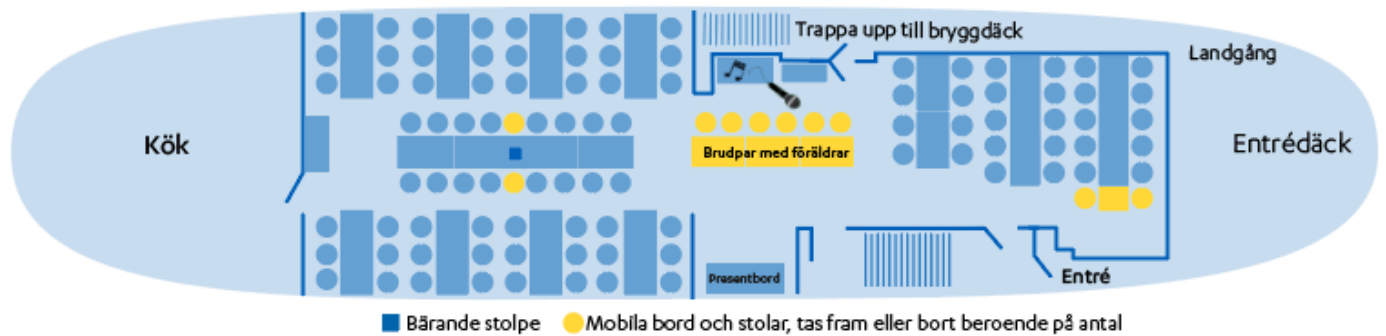 Trappa upp till bryggdäck
Landgång
Kök
Brudpar med föräldrar
Entrédäck
Presentbord
Entré
Bärande stolpe
Mobila bord och stolar, tas fram eller bort beroende på antal